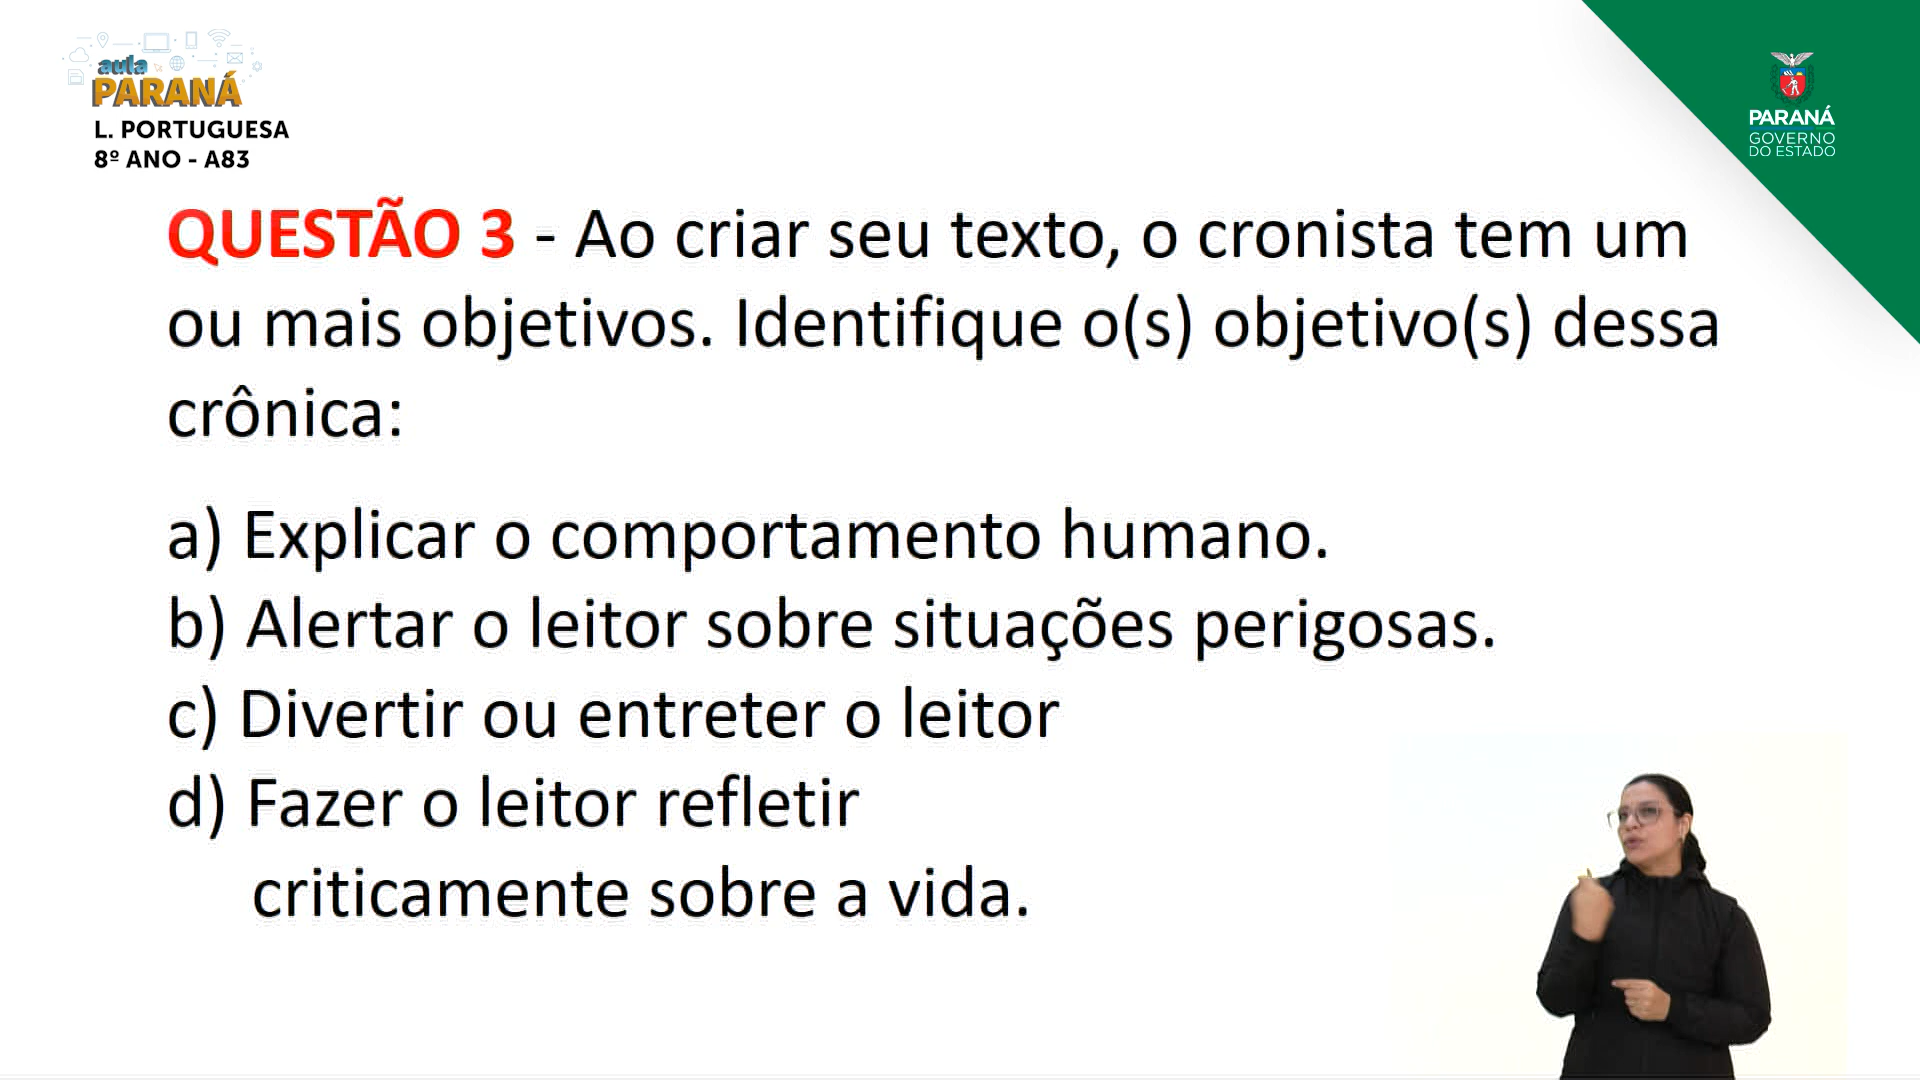 aula
PARANÁ
L. PORTUGUESA
8º ANO - A83
PARANÁ
GOVERNO
DO ESTADO
QUESTÃO 3 - Ao criar seu texto, o cronista tem um
ou mais objetivos. Identifique o(s) objetivo(s) dessa
crônica:
a) Explicar o comportamento humano.
b) Alertar o leitor sobre situações perigosas.
c) Divertir ou entreter o leitor
d) Fazer o leitor refletir
criticamente sobre a vida.